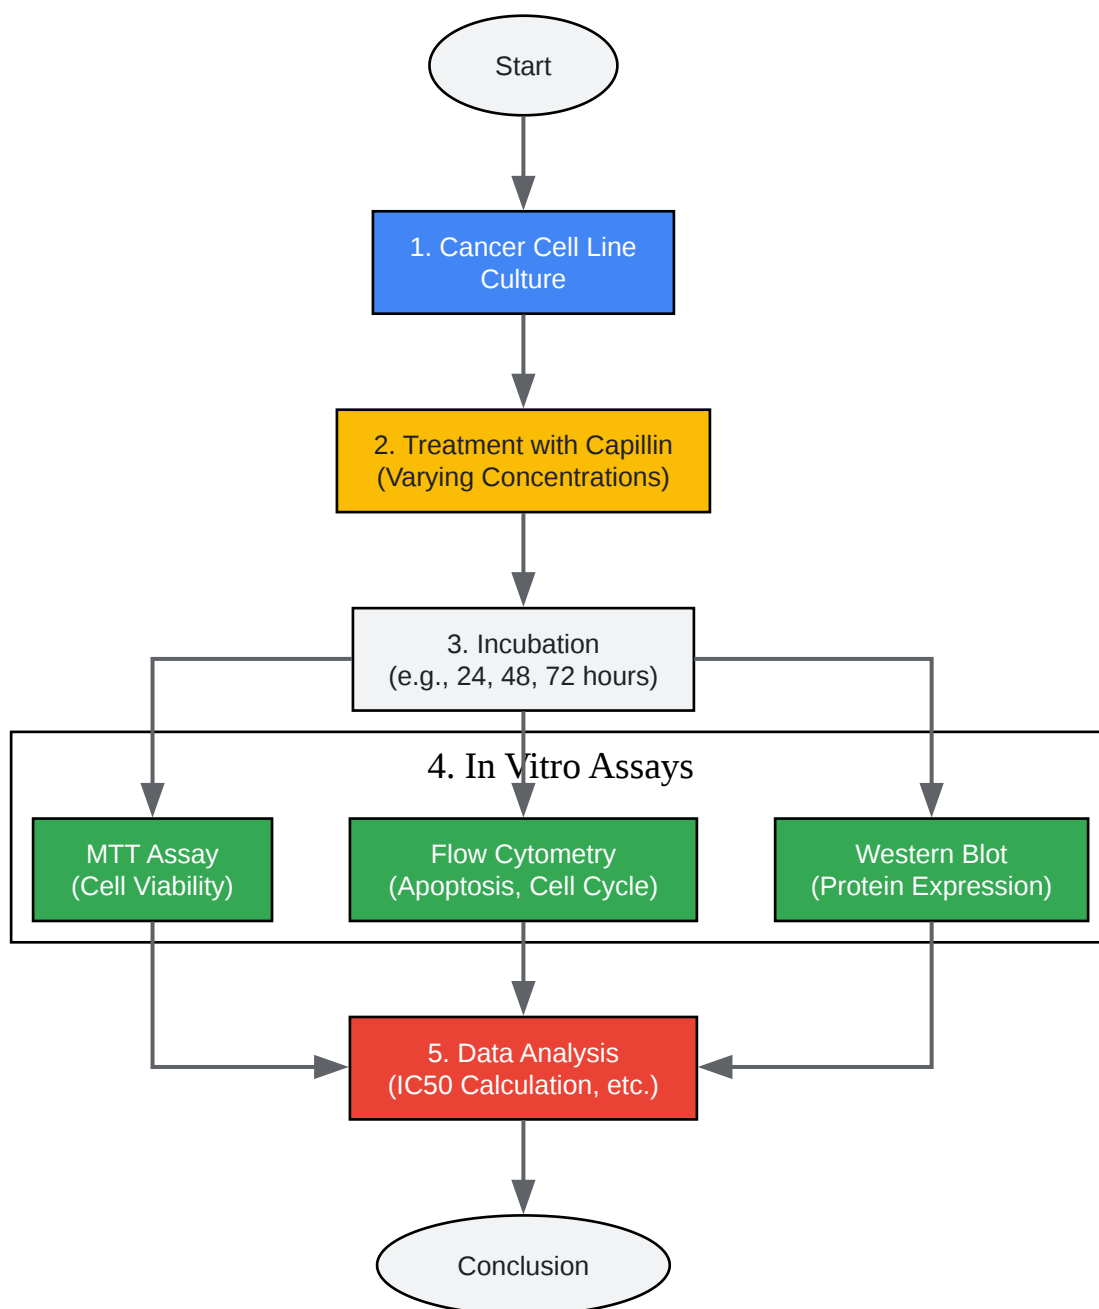 Start
1. Cancer Cell Line
Culture
2. Treatment with Capillin
(Varying Concentrations)
3. Incubation
(e.g., 24, 48, 72 hours)
4. In Vitro Assays
MTT Assay
(Cell Viability)
Flow Cytometry
(Apoptosis, Cell Cycle)
Western Blot
(Protein Expression)
5. Data Analysis
(IC50 Calculation, etc.)
Conclusion